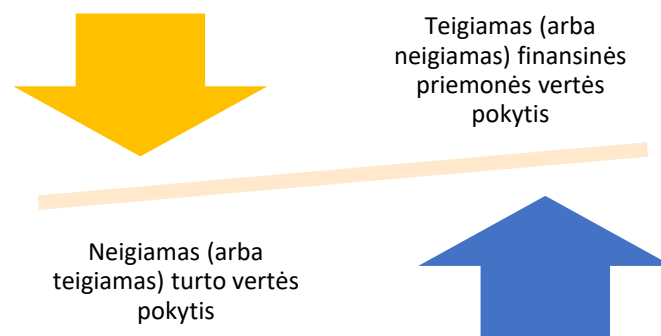 Teigiamas (arba
neigiamas) finansinės
priemonės vertės
pokytis
Neigiamas (arba
teigiamas) turto vertės
pokytis